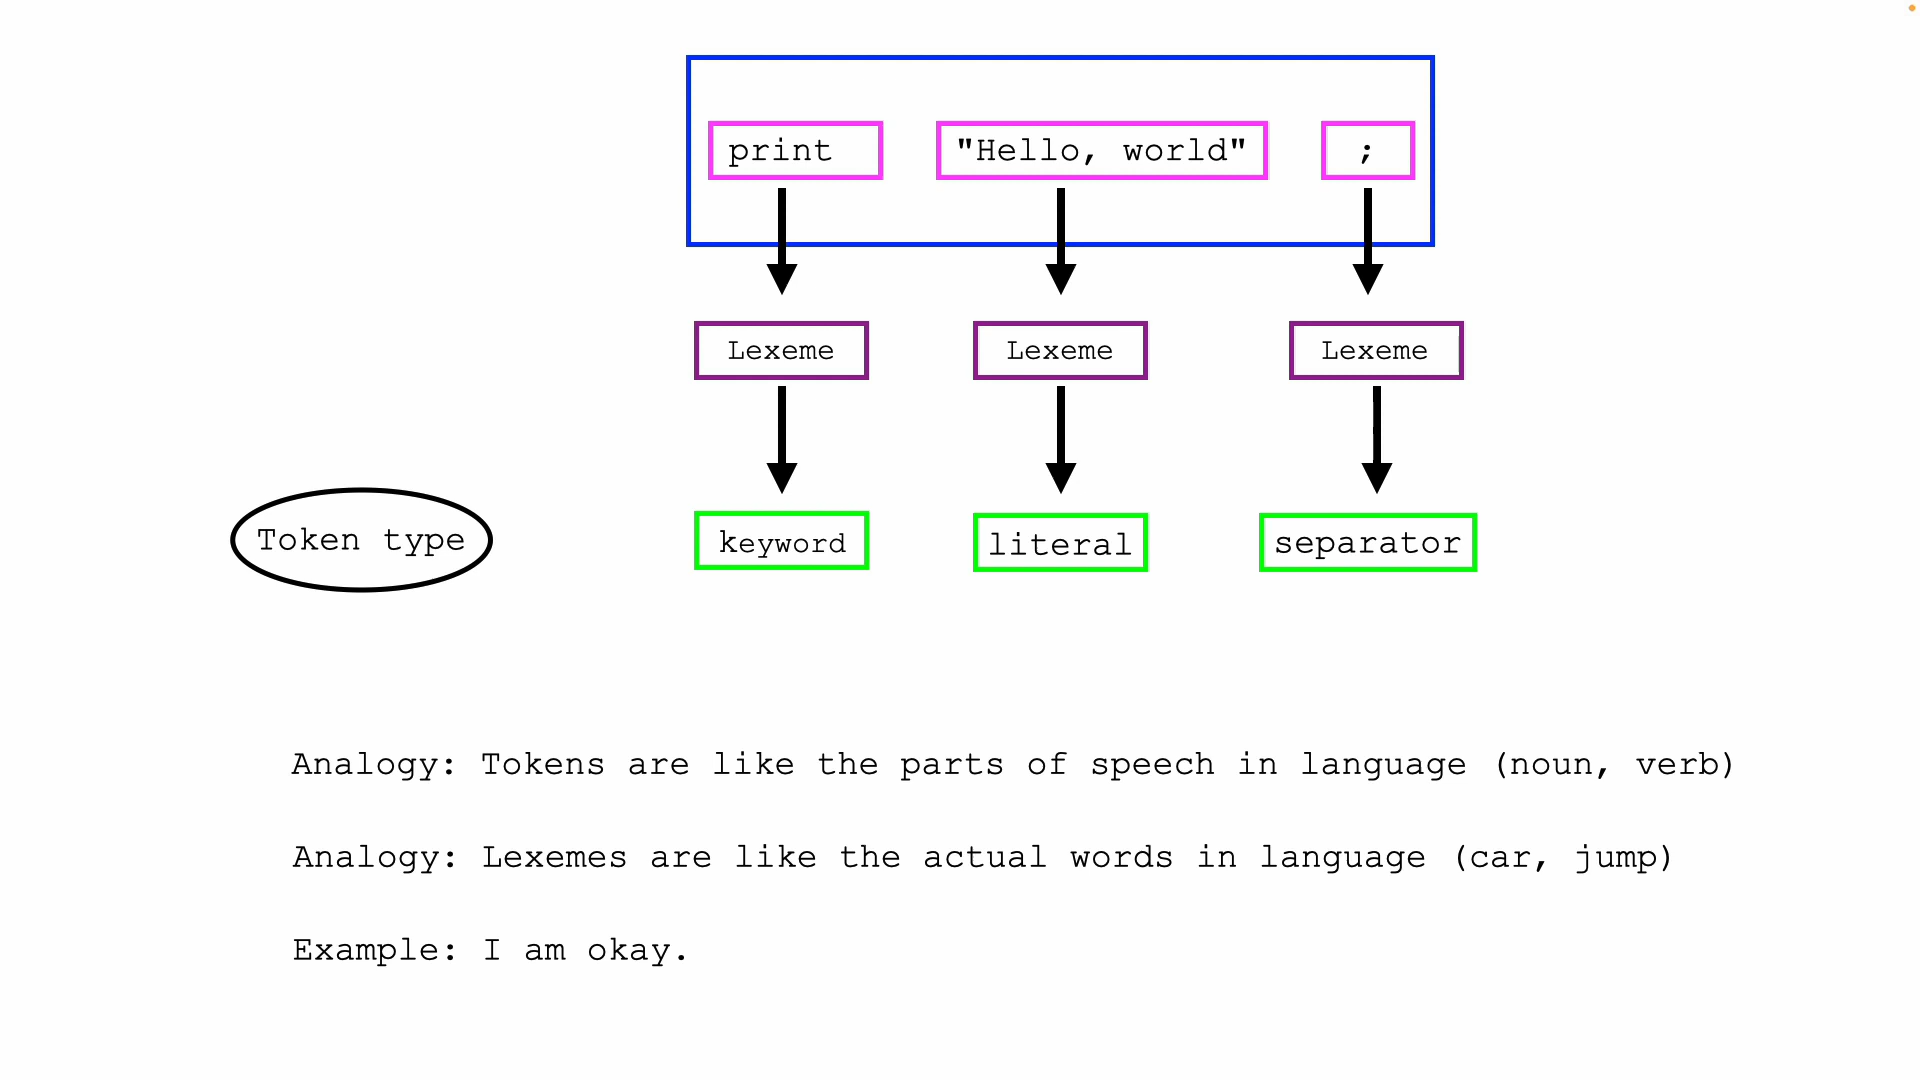 print "Hello, world" ;
Lexeme Lexeme Lexeme
Token type keyword literal separator
Analogy: Tokens are like the parts of speech in language (noun, verb)
Analogy: Lexemes are like the actual words in language (car, jump)
Example: I am okay.